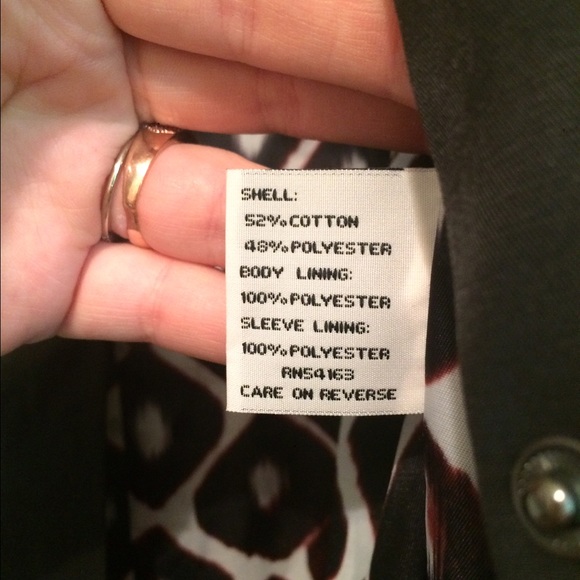 SHELL:
52% COTTON
48% POLYESTER
BODY LINING:
100% POLYESTER
SLEEVE LINING:
100% POLYESTER
RN54163
CARE ON REVERSE